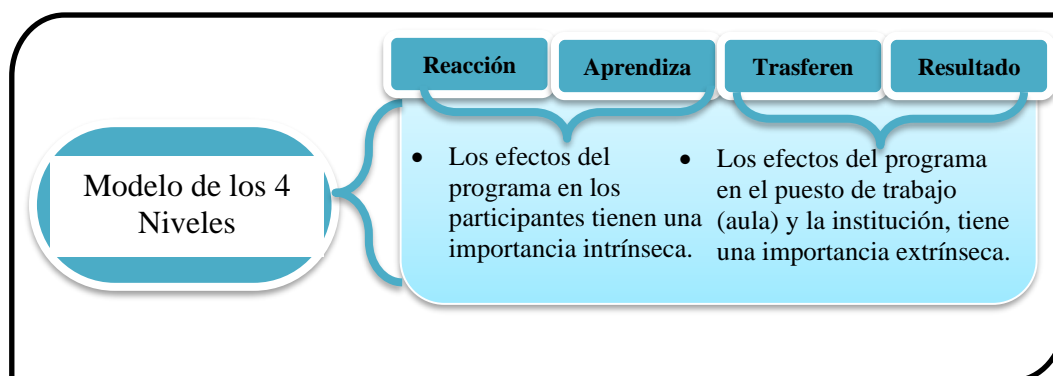 Reacción
Aprendiza
Trasferen
Resultado
Modelo de los 4
Niveles
• Los efectos del
programa en los
participantes tienen una
importancia intrínseca.
• Los efectos del programa
en el puesto de trabajo
(aula) y la institución, tiene
una importancia extrínseca.